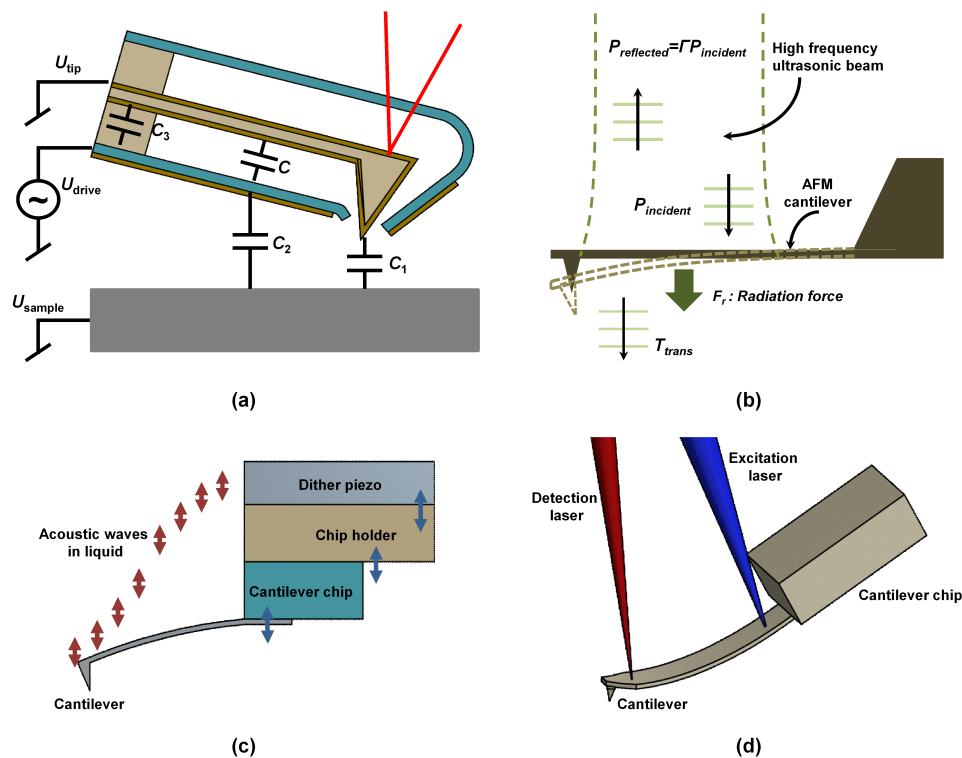 U_tip
C_3
C
U_drive
~
C_2
C_1
U_sample
(a)
P_reflected=ΓP_incident
High frequency
ultrasonic beam
P_incident
AFM
cantilever
F_r : Radiation force
T_trans
(b)
Dither piezo
Acoustic waves
in liquid
Chip holder
Cantilever chip
Cantilever
(c)
Excitation
laser
Detection
laser
Cantilever chip
Cantilever
(d)